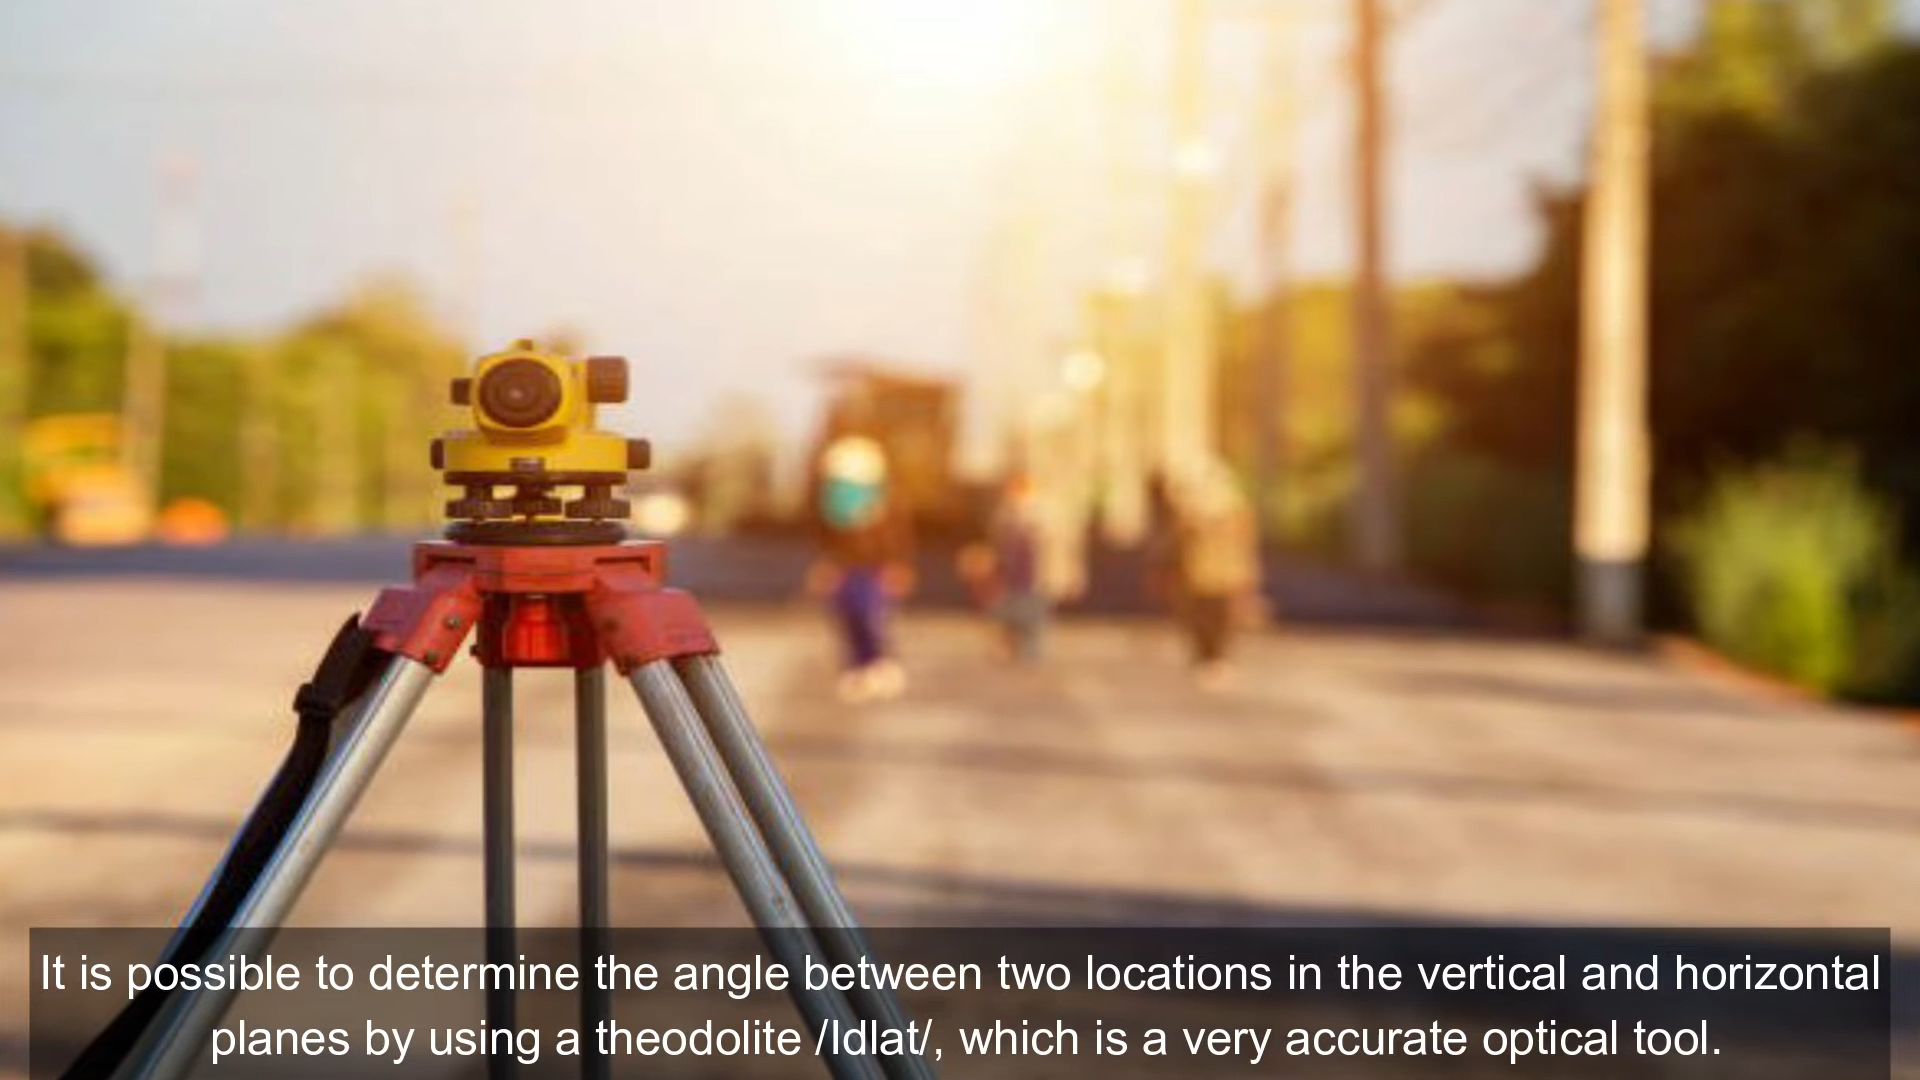 It is possible to determine the angle between two locations in the vertical and horizontal
planes by using a theodolite /Idlat/, which is a very accurate optical tool.